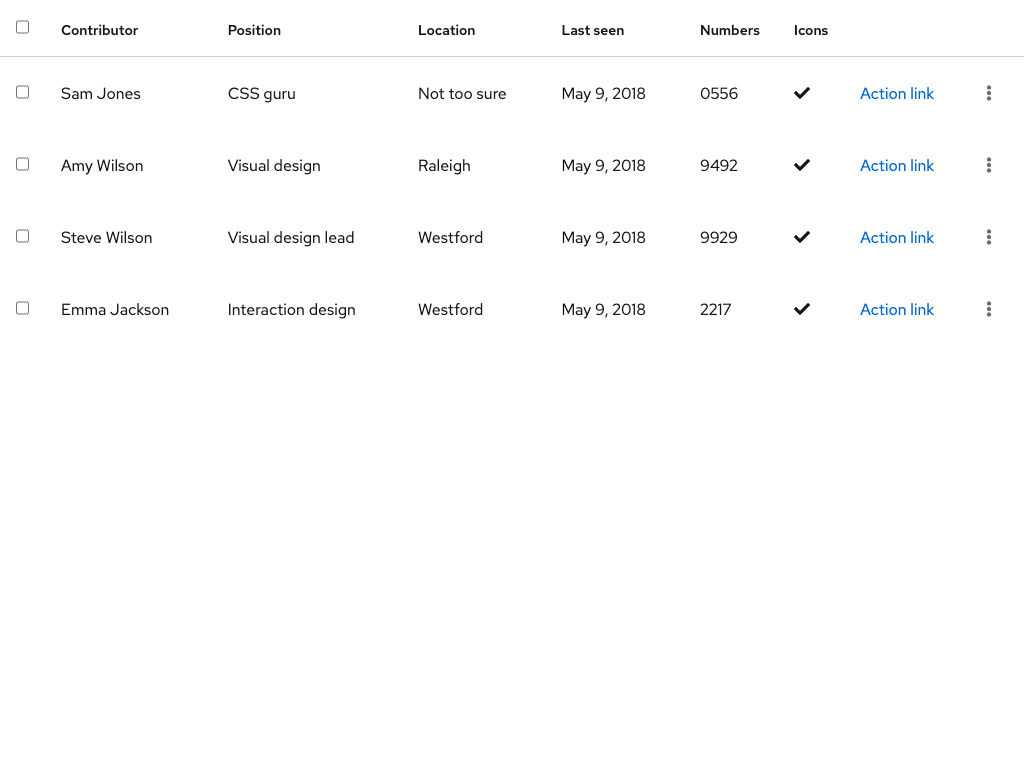 Contributor Position Location Last seen Numbers Icons
Sam Jones CSS guru Not too sure May 9, 2018 0556 Action link
Amy Wilson Visual design Raleigh May 9, 2018 9492 Action link
Steve Wilson Visual design lead Westford May 9, 2018 9929 Action link
Emma Jackson Interaction design Westford May 9, 2018 2217 Action link